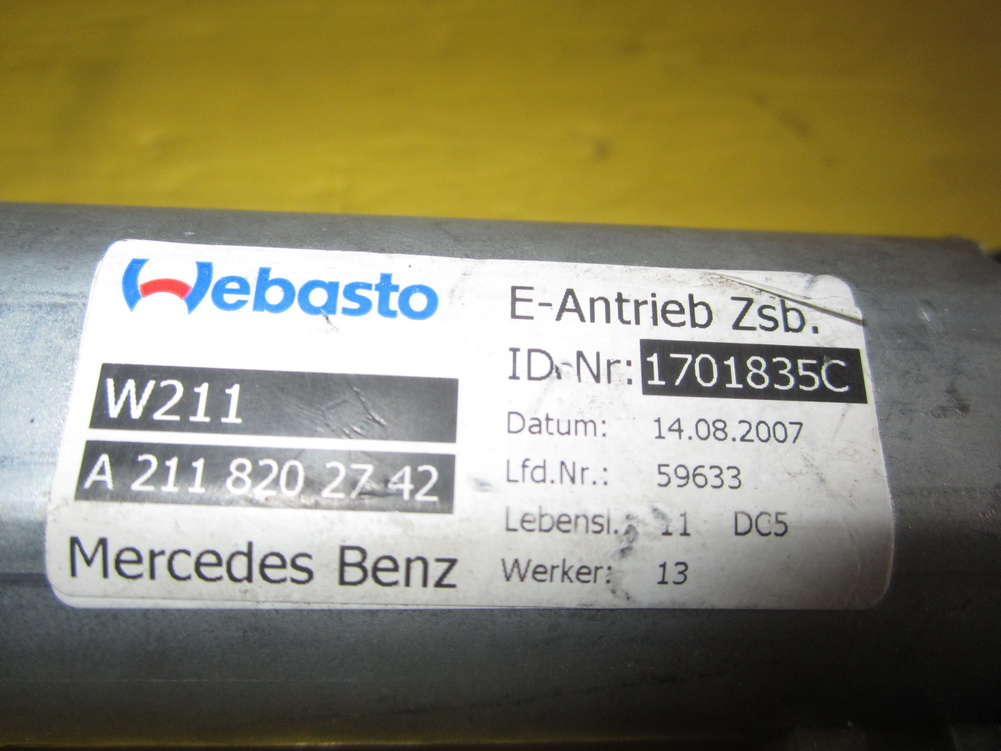 Webasto
W211
A 211 820 27 42
Mercedes Benz
E-Antrieb Zsb.
ID-Nr: 1701835C
Datum: 14.08.2007
Lfd.Nr.: 59633
Lebensl.: 11 DC5
Werker: 13